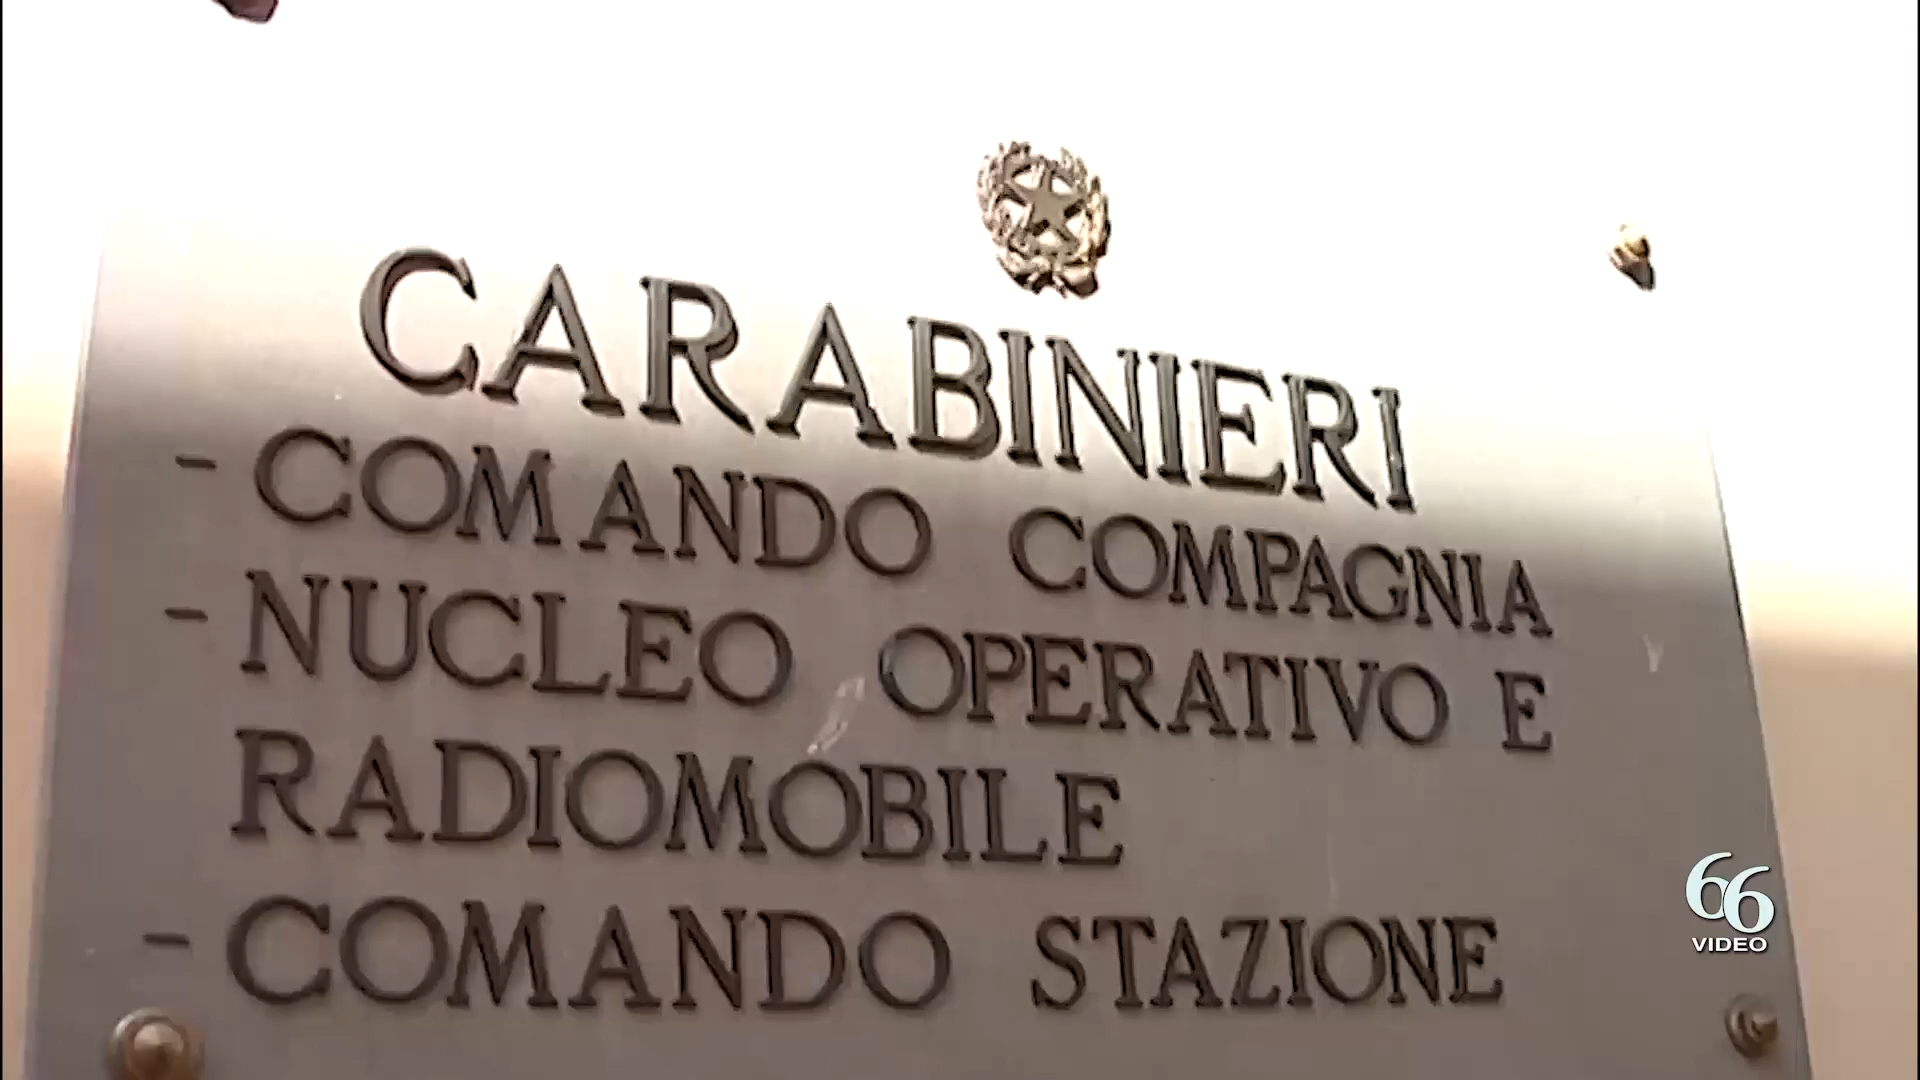 CARABINIERI
- COMANDO COMPAGNIA
- NUCLEO OPERATIVO E
RADIOMOBILE
- COMANDO STAZIONE
66
VIDEO